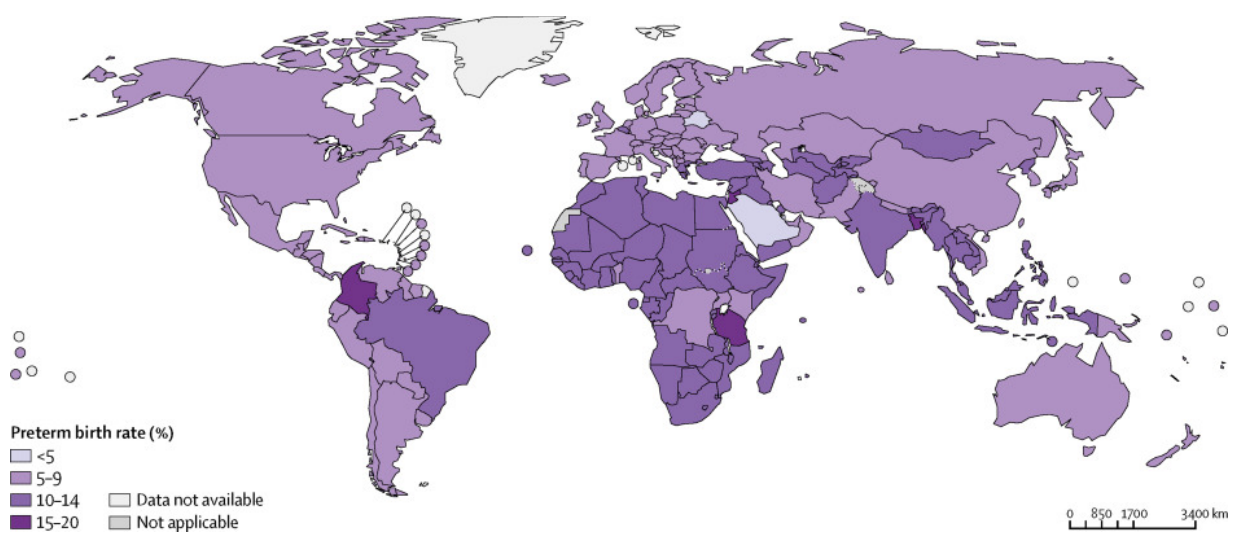 Preterm birth rate (%)
<5
5–9
10–14
15–20
Data not available
Not applicable
0 850 1700 3400 km